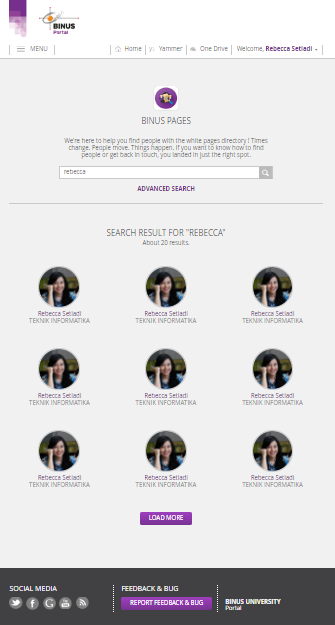 BINUS
Portal
MENU
Home
Yammer
One Drive
Welcome, Rebecca Setiadi
BINUS PAGES
We're here to help you find people with the white pages directory ! Times
change. People move. Things happen. If you want to know how to find
people or get back in touch, you landed in just the right spot.
rebecca
ADVANCED SEARCH
SEARCH RESULT FOR "REBECCA"
About 20 results.
Rebecca Setiadi
TEKNIK INFORMATIKA
Rebecca Setiadi
TEKNIK INFORMATIKA
Rebecca Setiadi
TEKNIK INFORMATIKA
Rebecca Setiadi
TEKNIK INFORMATIKA
Rebecca Setiadi
TEKNIK INFORMATIKA
Rebecca Setiadi
TEKNIK INFORMATIKA
Rebecca Setiadi
TEKNIK INFORMATIKA
Rebecca Setiadi
TEKNIK INFORMATIKA
Rebecca Setiadi
TEKNIK INFORMATIKA
LOAD MORE
SOCIAL MEDIA
FEEDBACK & BUG
REPORT FEEDBACK & BUG
BINUS UNIVERSITY
Portal